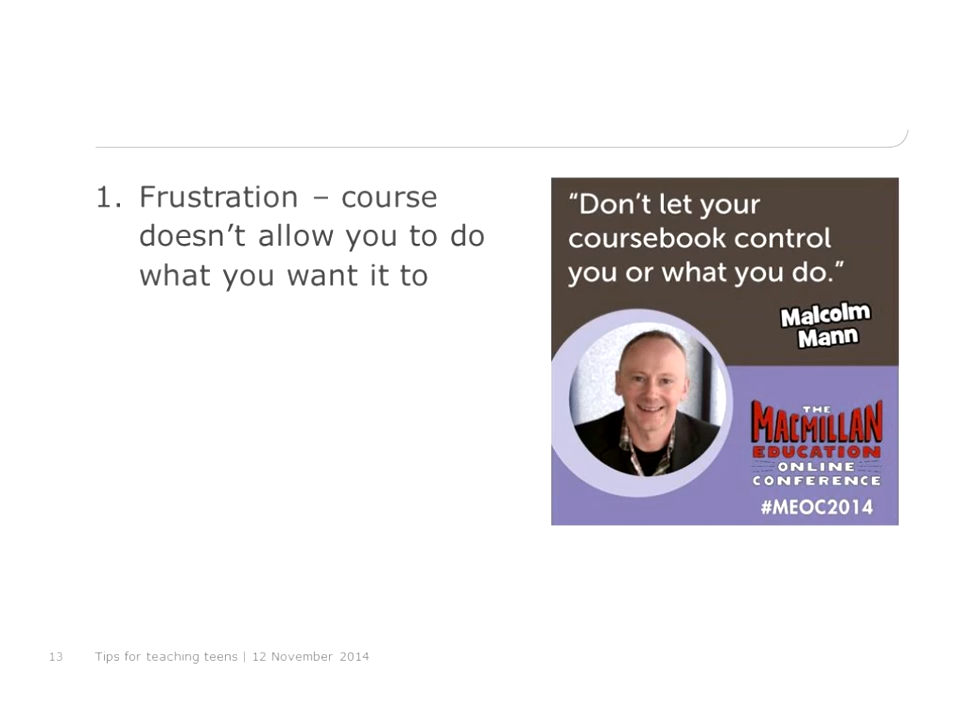 1. Frustration – course
doesn’t allow you to do
what you want it to
“Don’t let your
coursebook control
you or what you do.”
Malcolm
Mann
THE
MACMILLAN
EDUCATION
ONLINE
CONFERENCE
#MEOC2014
13 Tips for teaching teens | 12 November 2014